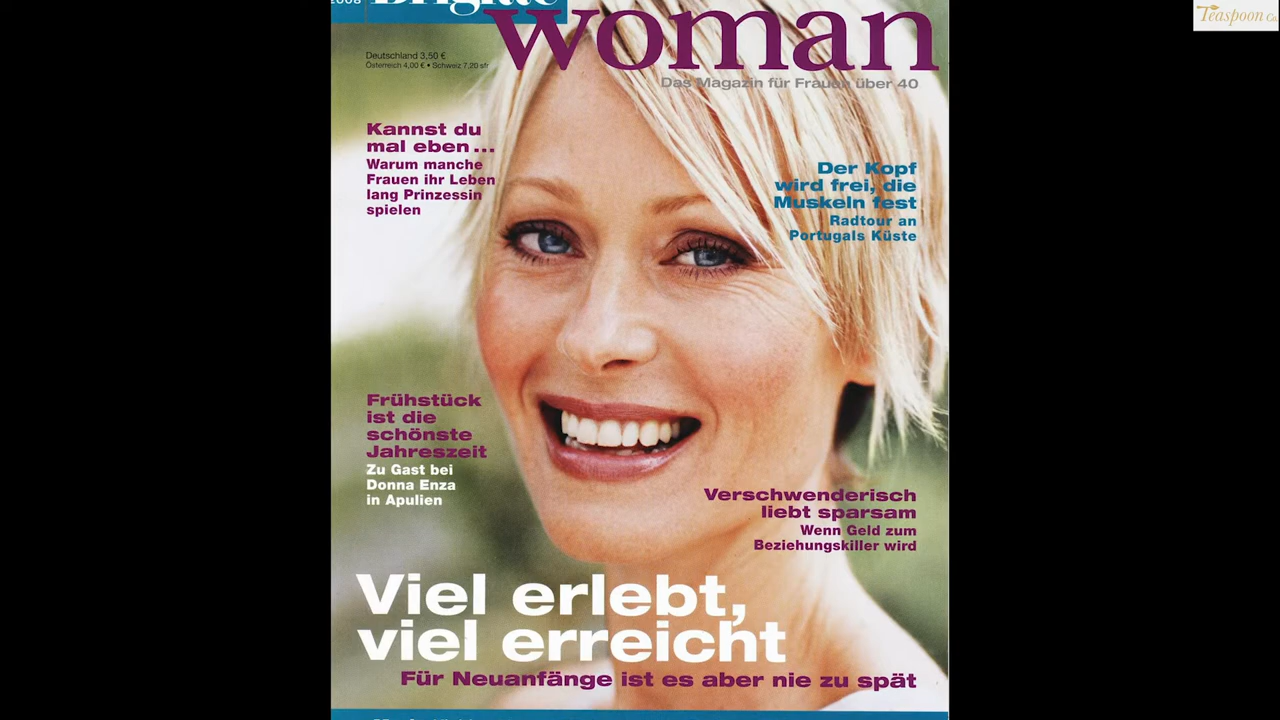 2008 Brigitte
woman
Deutschland 3,50 €
Österreich 4,00 € • Schweiz 7,20 sfr
Das Magazin für Frauen über 40
Kannst du
mal eben ...
Warum manche
Frauen ihr Leben
lang Prinzessin
spielen
Der Kopf
wird frei, die
Muskeln fest
Radtour an
Portugals Küste
Frühstück
ist die
schönste
Jahreszeit
Zu Gast bei
Donna Enza
in Apulien
Verschwenderisch
liebt sparsam
Wenn Geld zum
Beziehungskiller wird
Viel erlebt,
viel erreicht
Für Neuanfänge ist es aber nie zu spät
Teaspoon Co.